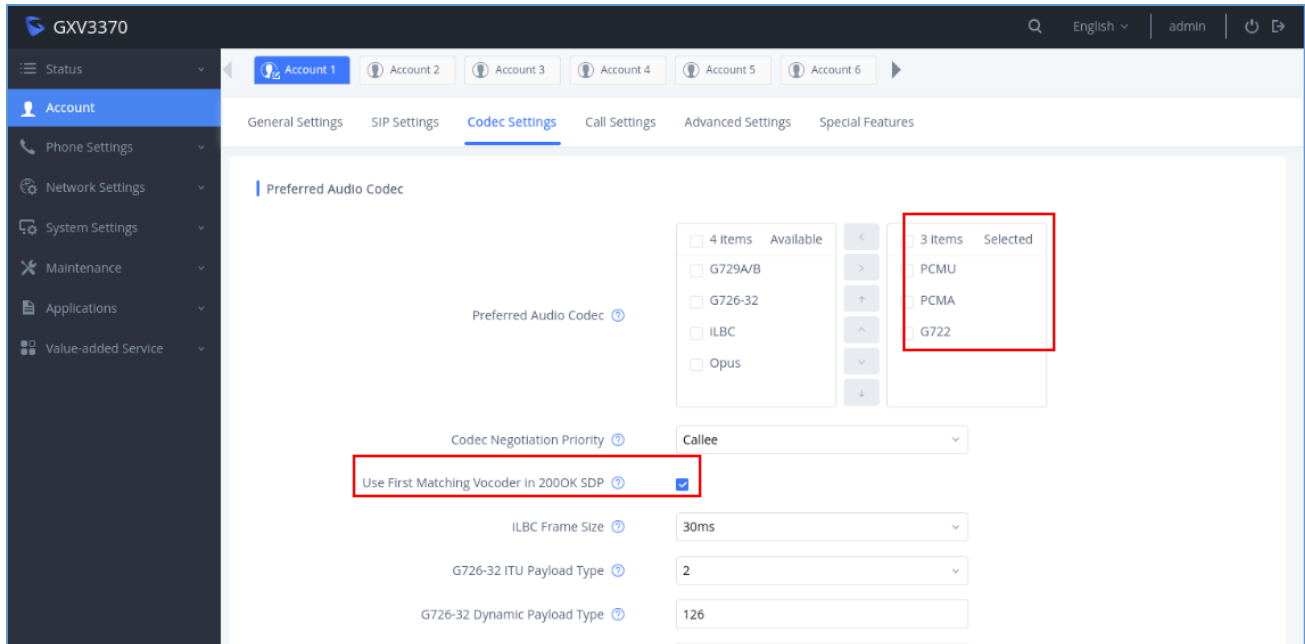 GXV3370
English
admin
Status
Account
Phone Settings
Network Settings
System Settings
Maintenance
Applications
Value-added Service
Account 1
Account 2
Account 3
Account 4
Account 5
Account 6
General Settings
SIP Settings
Codec Settings
Call Settings
Advanced Settings
Special Features
Preferred Audio Codec
Preferred Audio Codec
4 items Available
G729A/B
G726-32
iLBC
Opus
3 items Selected
PCMU
PCMA
G722
Codec Negotiation Priority
Callee
Use First Matching Vocoder in 200OK SDP
iLBC Frame Size
30ms
G726-32 ITU Payload Type
2
G726-32 Dynamic Payload Type
126